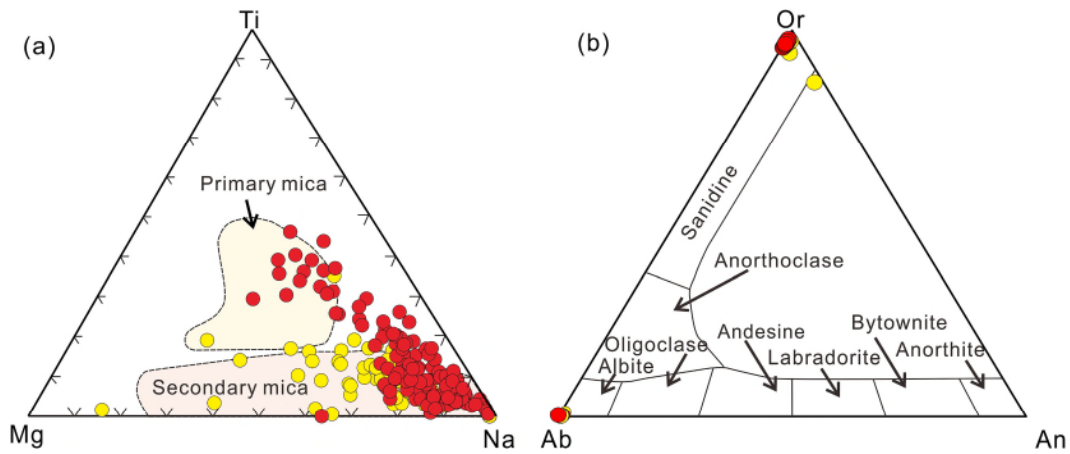 (a)
Ti
Primary mica
Secondary mica
Mg
Na
(b)
Or
Sanidine
Anorthoclase
Oligoclase
Andesine
Bytownite
Albite
Labradorite
Anorthite
Ab
An